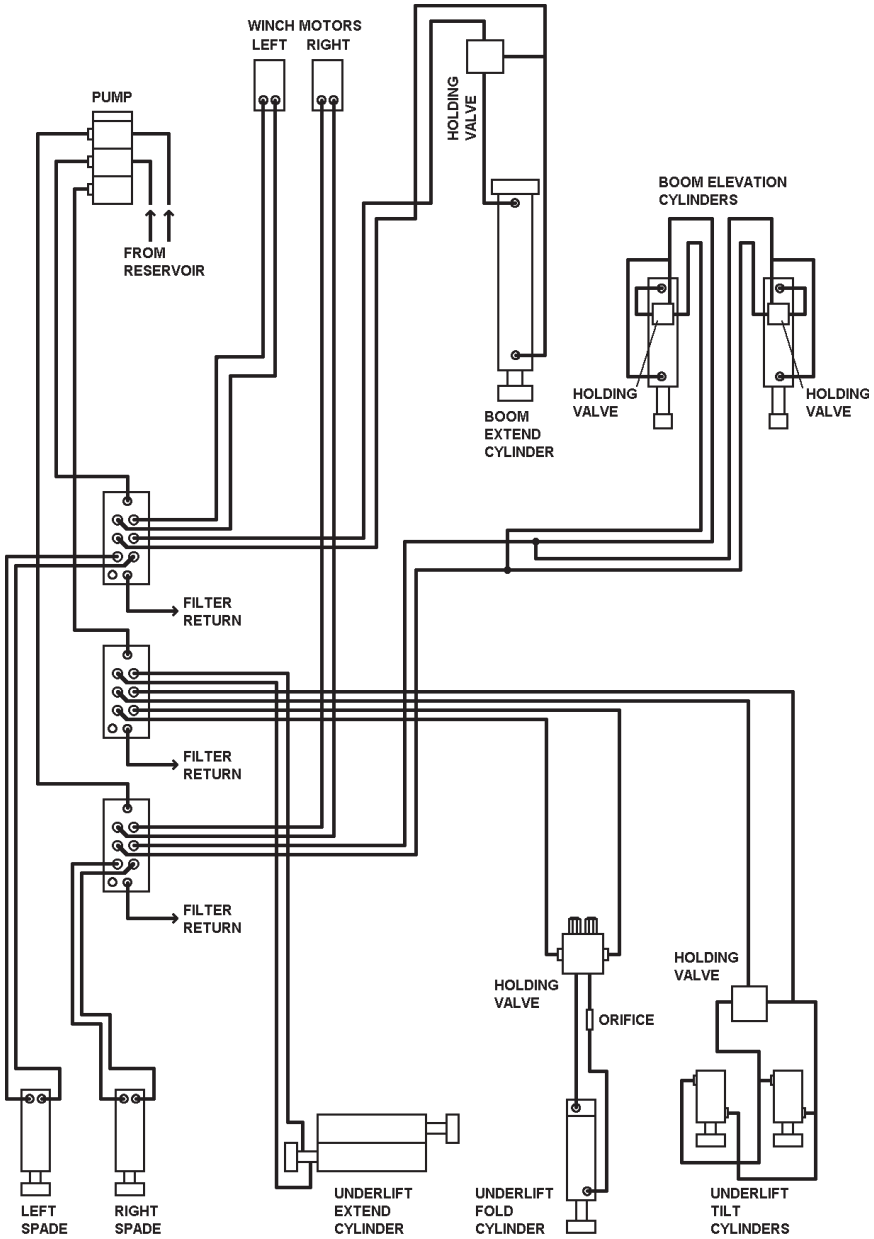 WINCH MOTORS
LEFT RIGHT
PUMP
HOLDING
VALVE
BOOM ELEVATION
CYLINDERS
FROM
RESERVOIR
HOLDING
VALVE
HOLDING
VALVE
BOOM
EXTEND
CYLINDER
FILTER
RETURN
FILTER
RETURN
FILTER
RETURN
HOLDING
VALVE
HOLDING
VALVE
ORIFICE
LEFT
SPADE
RIGHT
SPADE
UNDERLIFT
EXTEND
CYLINDER
UNDERLIFT
FOLD
CYLINDER
UNDERLIFT
TILT
CYLINDERS